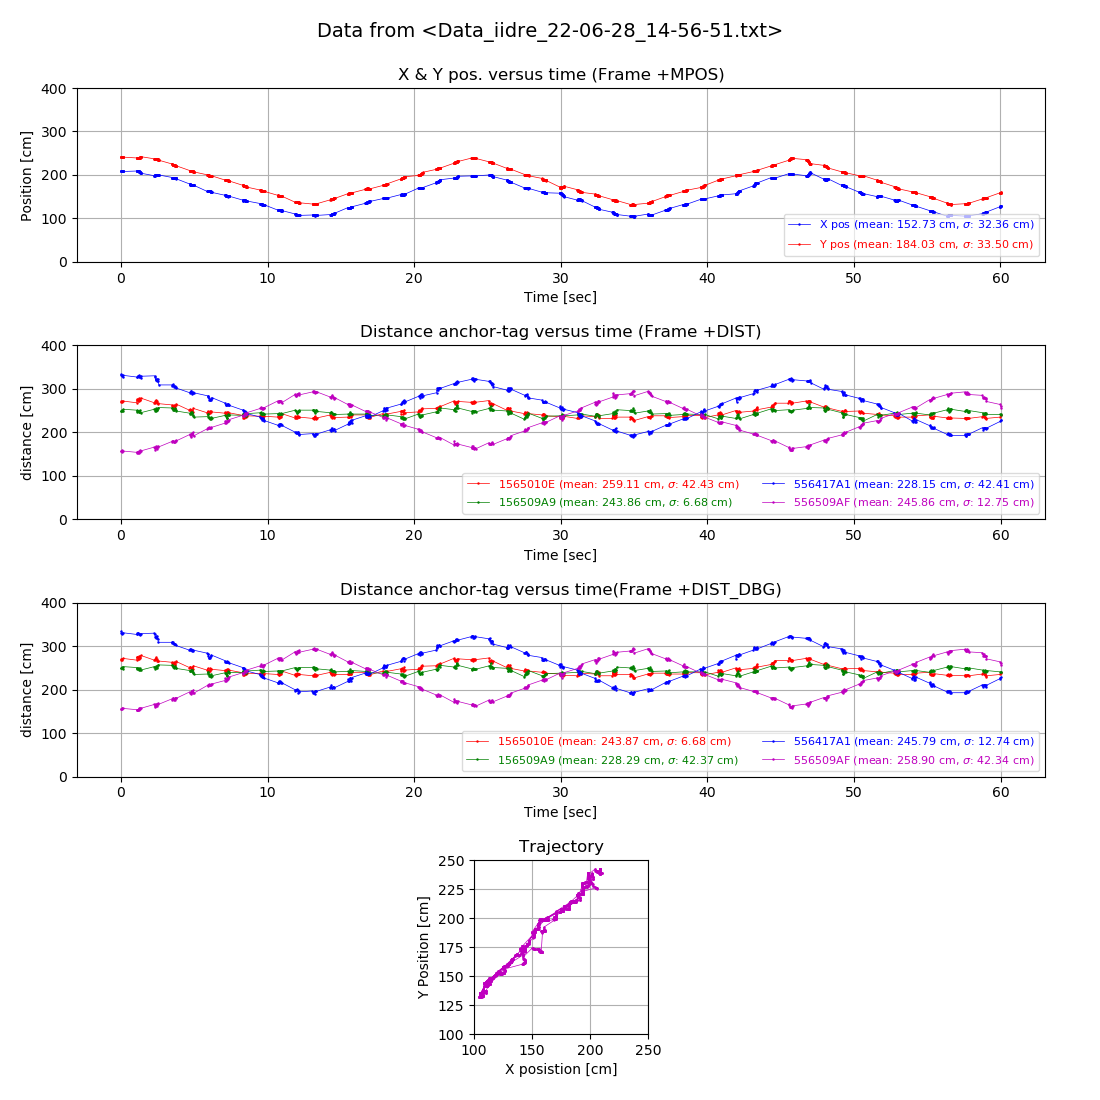 Data from <Data_iidre_22-06-28_14-56-51.txt>
X & Y pos. versus time (Frame +MPOS)
400
300
200
100
0
Position [cm]
X pos (mean: 152.73 cm, σ: 32.36 cm)
Y pos (mean: 184.03 cm, σ: 33.50 cm)
0 10 20 30 40 50 60
Time [sec]
Distance anchor-tag versus time (Frame +DIST)
400
300
200
100
0
distance [cm]
1565010E (mean: 259.11 cm, σ: 42.43 cm) 556417A1 (mean: 228.15 cm, σ: 42.41 cm)
156509A9 (mean: 243.86 cm, σ: 6.68 cm) 556509AF (mean: 245.86 cm, σ: 12.75 cm)
0 10 20 30 40 50 60
Time [sec]
Distance anchor-tag versus time(Frame +DIST_DBG)
400
300
200
100
0
distance [cm]
1565010E (mean: 243.87 cm, σ: 6.68 cm) 556417A1 (mean: 245.79 cm, σ: 12.74 cm)
156509A9 (mean: 228.29 cm, σ: 42.37 cm) 556509AF (mean: 258.90 cm, σ: 42.34 cm)
0 10 20 30 40 50 60
Time [sec]
Trajectory
250
225
200
175
150
125
100
Y Position [cm]
100 150 200 250
X posistion [cm]